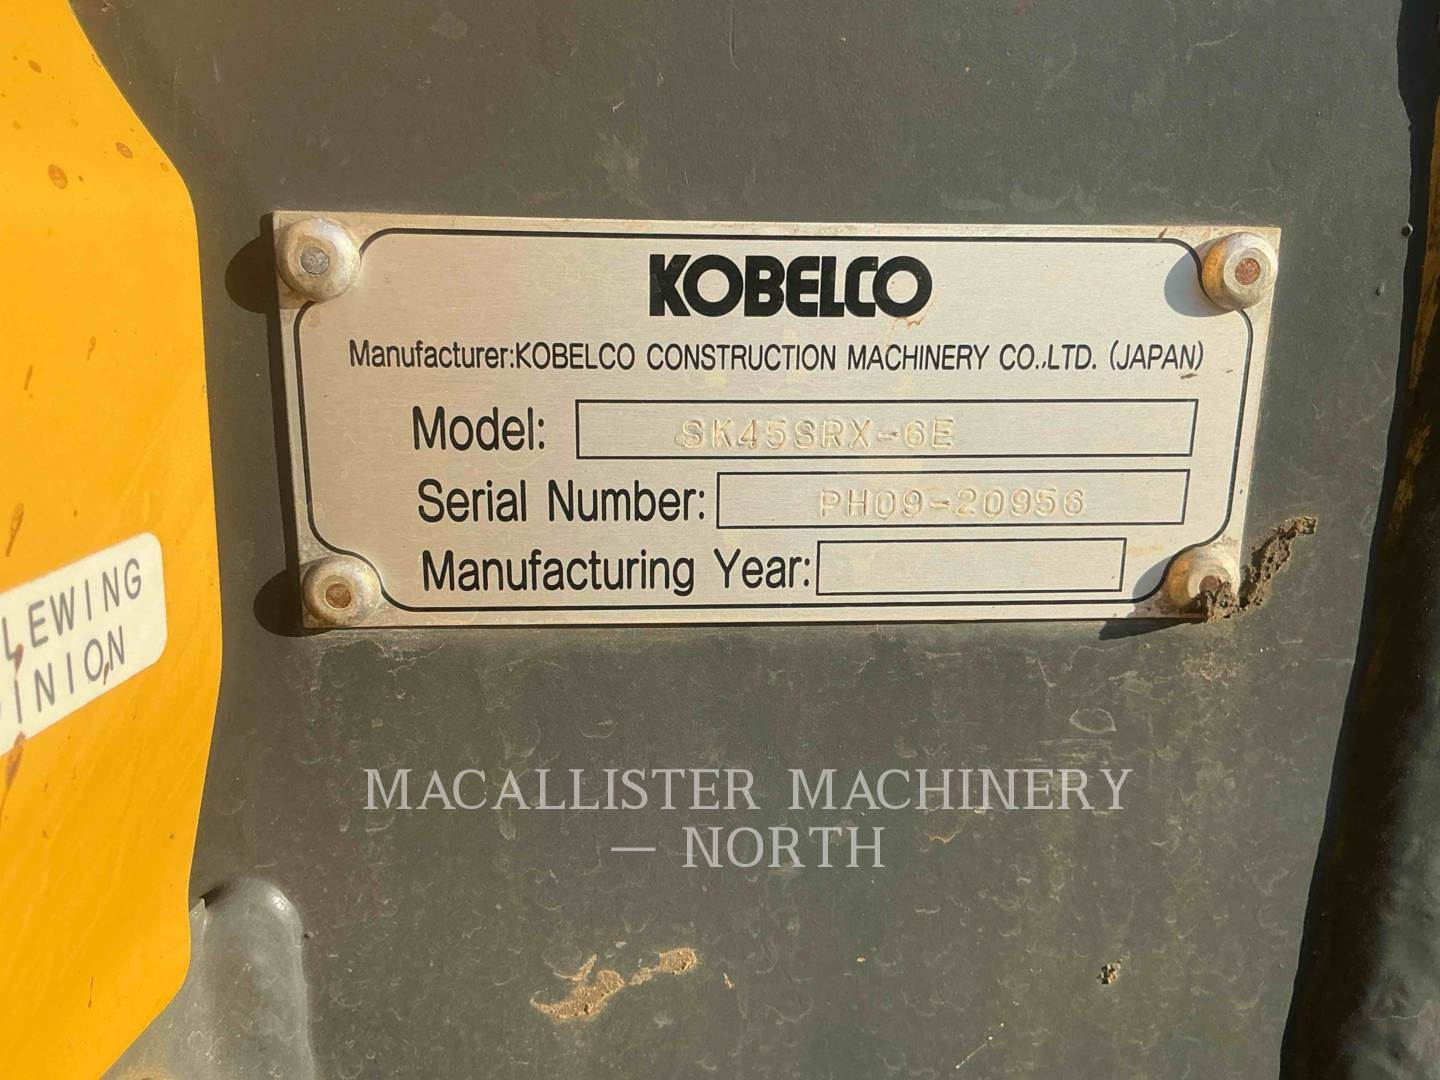 KOBELCO
Manufacturer:KOBELCO CONSTRUCTION MACHINERY CO.,LTD. (JAPAN)
Model: SK45SRX-6E
Serial Number: PH09-20956
Manufacturing Year:
LEWING
INION
MACALLISTER MACHINERY
— NORTH